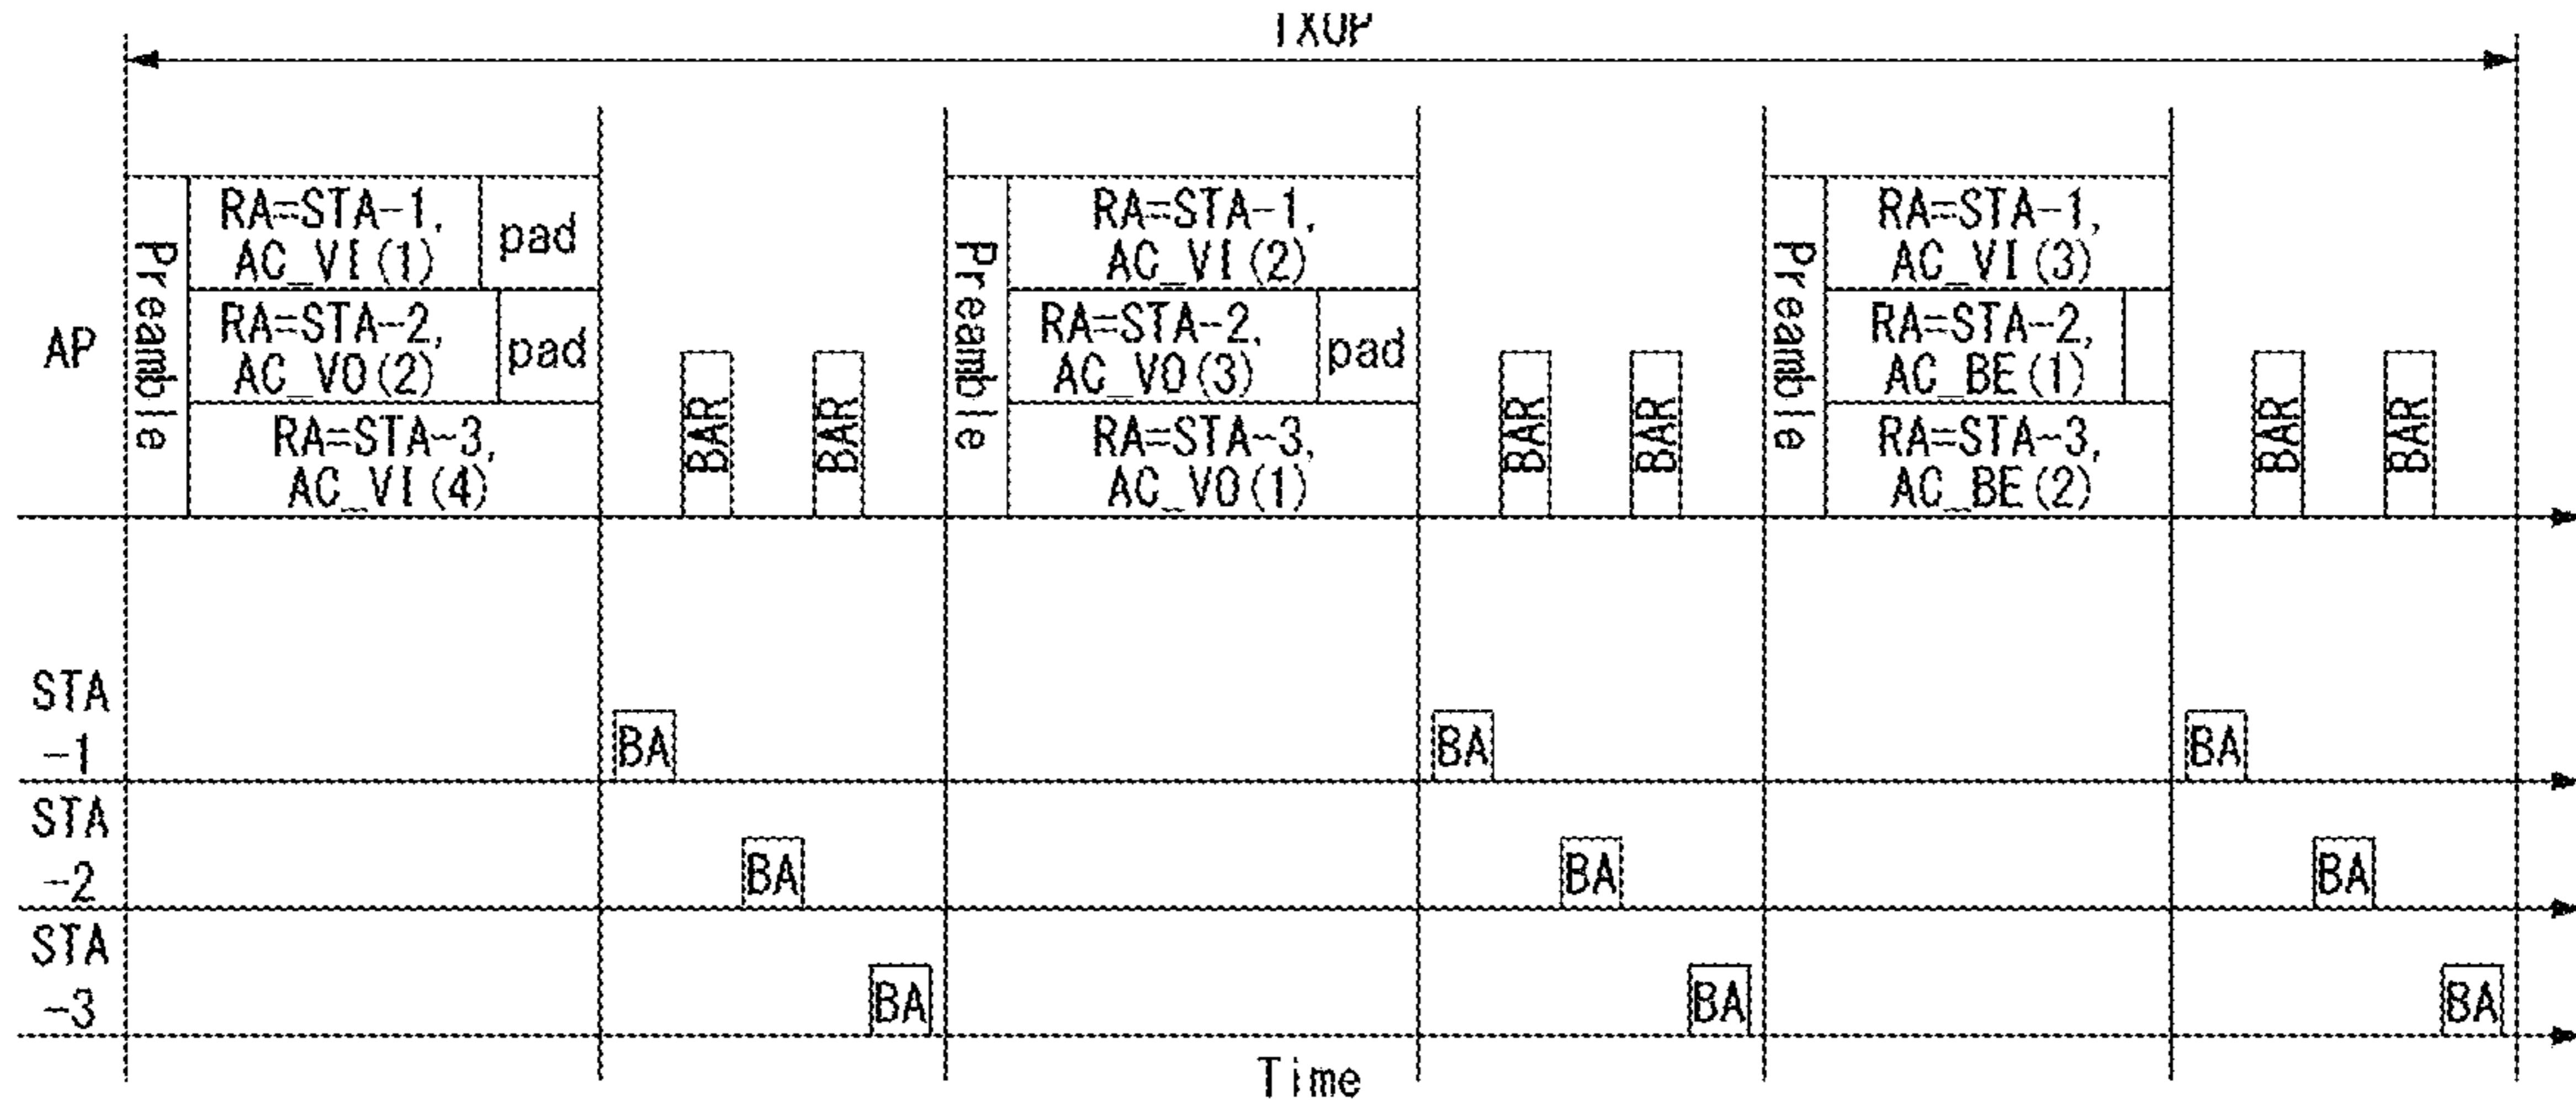 TXOP
Preamble
RA=STA-1,
AC_VI(1)
pad
RA=STA-2,
AC_VO(2)
pad
RA=STA-3,
AC_VI(4)
BAR
BAR
Preamble
RA=STA-1,
AC_VI(2)
RA=STA-2,
AC_VO(3)
pad
RA=STA-3,
AC_VO(1)
BAR
BAR
Preamble
RA=STA-1,
AC_VI(3)
RA=STA-2,
AC_BE(1)
RA=STA-3,
AC_BE(2)
BAR
BAR
AP
STA
-1
BA
BA
BA
STA
-2
BA
BA
BA
STA
-3
BA
BA
BA
Time